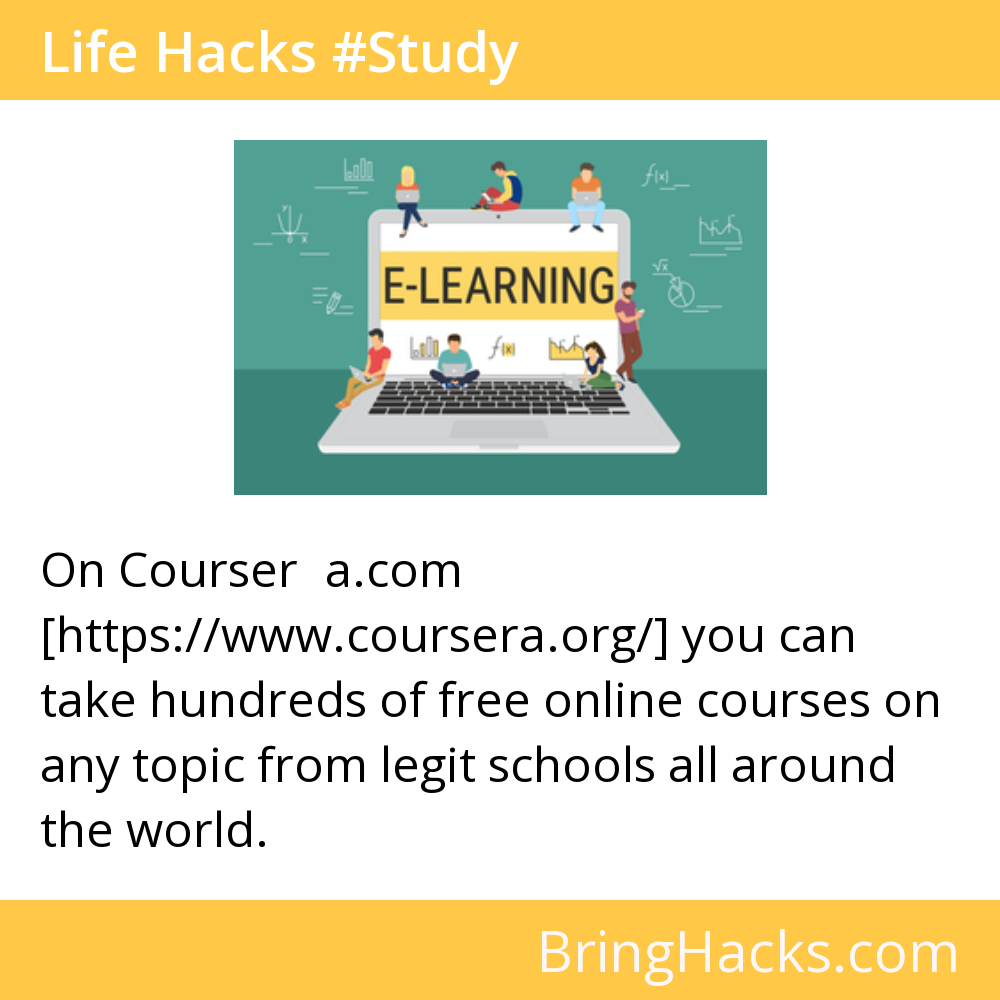 Life Hacks #Study
f(x)
y
0 x
√x
E-LEARNING
f(x)
On Courser  a.com
[https://www.coursera.org/] you can
take hundreds of free online courses on
any topic from legit schools all around
the world.
BringHacks.com